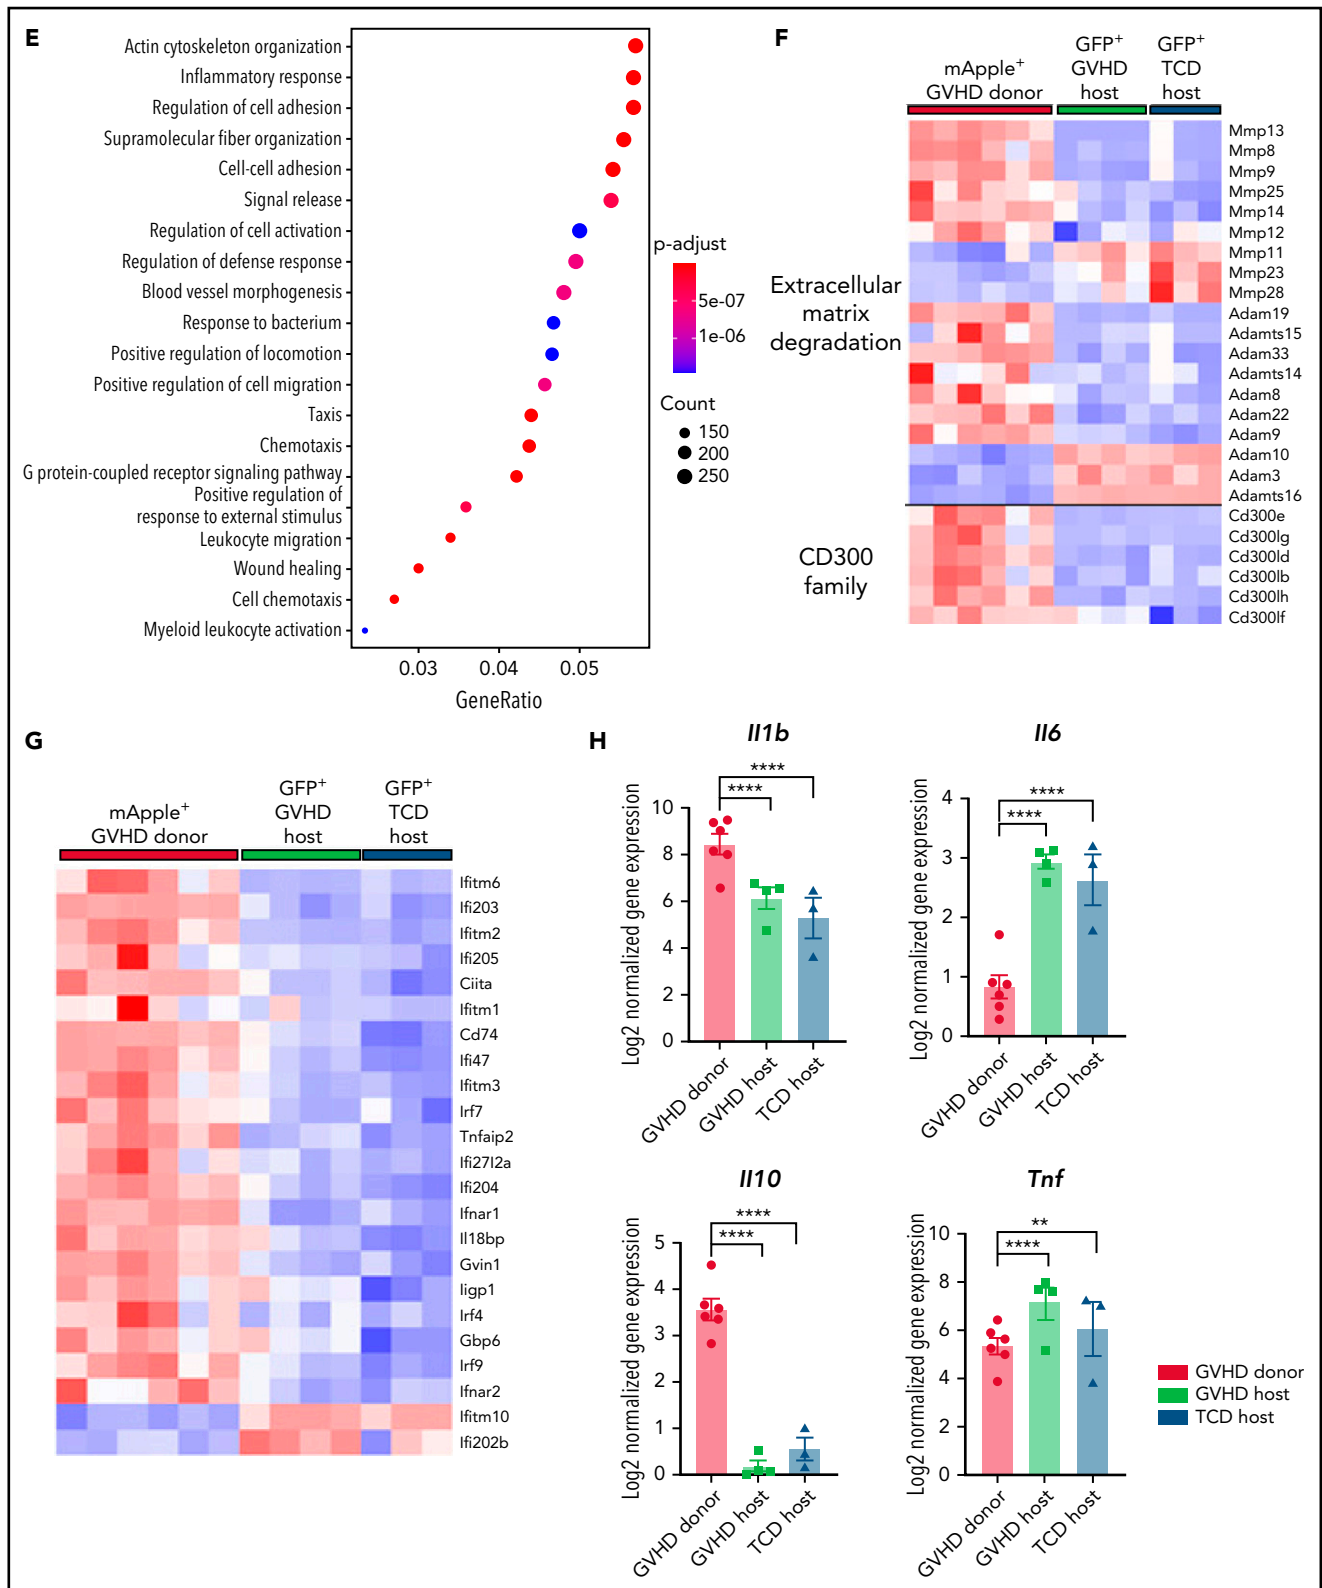 E
Actin cytoskeleton organization
Inflammatory response
Regulation of cell adhesion
Supramolecular fiber organization
Cell-cell adhesion
Signal release
Regulation of cell activation
Regulation of defense response
Blood vessel morphogenesis
Response to bacterium
Positive regulation of locomotion
Positive regulation of cell migration
Taxis
Chemotaxis
G protein-coupled receptor signaling pathway
Positive regulation of
response to external stimulus
Leukocyte migration
Wound healing
Cell chemotaxis
Myeloid leukocyte activation
0.03 0.04 0.05
GeneRatio
p-adjust
5e-07
1e-06
Count
150
200
250
F
mApple+
GVHD donor
GFP+
GVHD
host
GFP+
TCD
host
Extracellular
matrix
degradation
CD300
family
Mmp13
Mmp8
Mmp9
Mmp25
Mmp14
Mmp12
Mmp11
Mmp23
Mmp28
Adam19
Adamts15
Adam33
Adamts14
Adam8
Adam22
Adam9
Adam10
Adam3
Adamts16
Cd300e
Cd300lg
Cd300ld
Cd300lb
Cd300lh
Cd300lf
G
mApple+
GVHD donor
GFP+
GVHD
host
GFP+
TCD
host
Ifitm6
Ifi203
Ifitm2
Ifi205
Ciita
Ifitm1
Cd74
Ifi47
Ifitm3
Irf7
Tnfaip2
Ifi27l2a
Ifi204
Ifnar1
Il18bp
Gvin1
Iigp1
Irf4
Gbp6
Irf9
Ifnar2
Ifitm10
Ifi202b
H
Il1b
Log2 normalized gene expression
10
8
6
4
2
0
****
****
GVHD donor
GVHD host
TCD host
Il6
Log2 normalized gene expression
4
3
2
1
0
****
****
GVHD donor
GVHD host
TCD host
Il10
Log2 normalized gene expression
5
4
3
2
1
0
****
****
GVHD donor
GVHD host
TCD host
Tnf
Log2 normalized gene expression
10
8
6
4
2
0
**
****
GVHD donor
GVHD host
TCD host
GVHD donor
GVHD host
TCD host